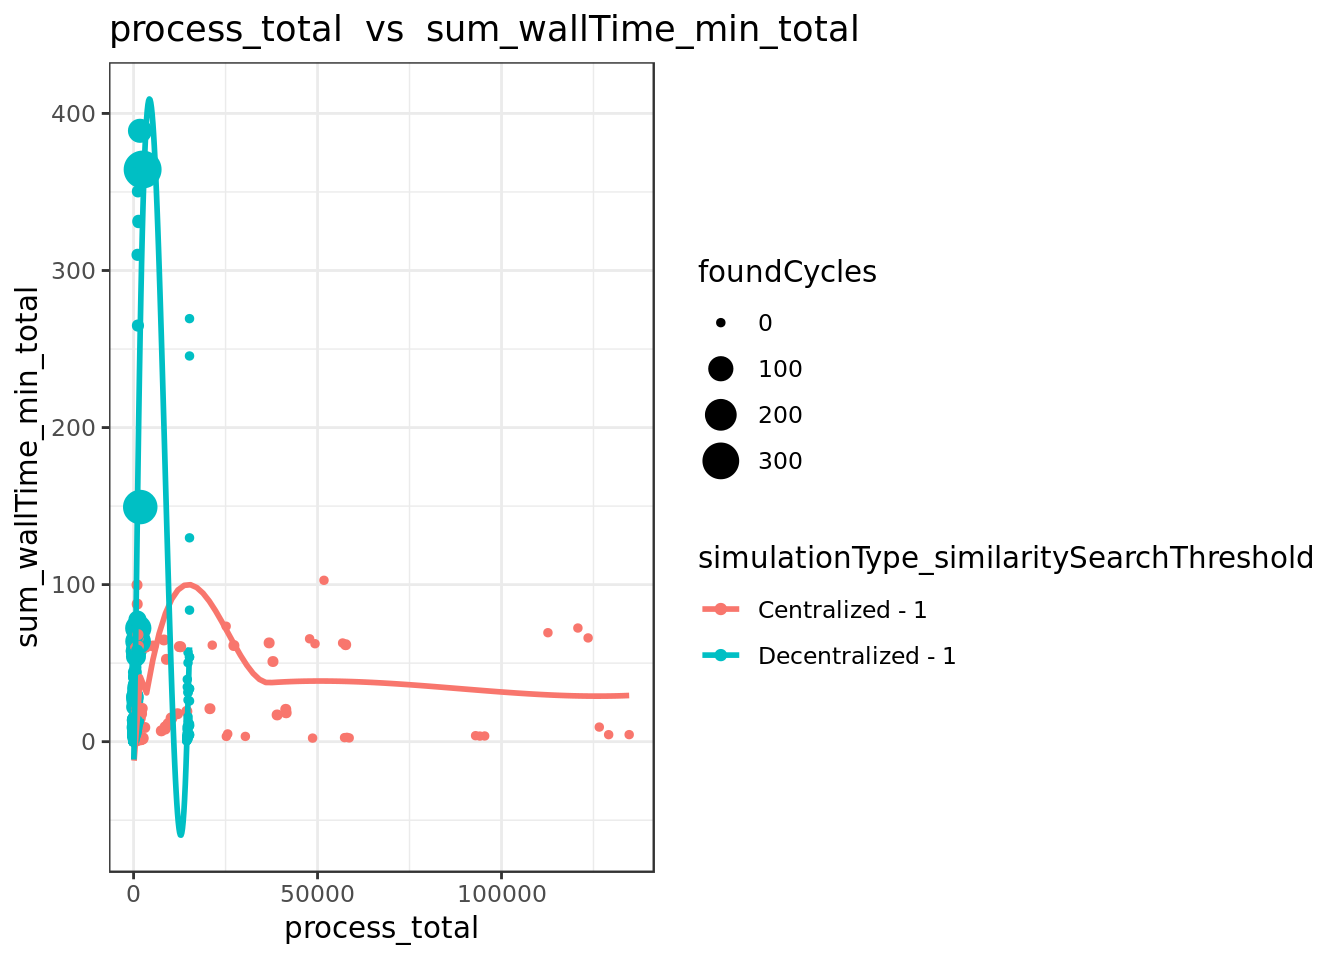 process_total  vs  sum_wallTime_min_total
sum_wallTime_min_total
400
300
200
100
0
0
50000
100000
process_total
foundCycles
0
100
200
300
simulationType_similaritySearchThreshold
Centralized - 1
Decentralized - 1